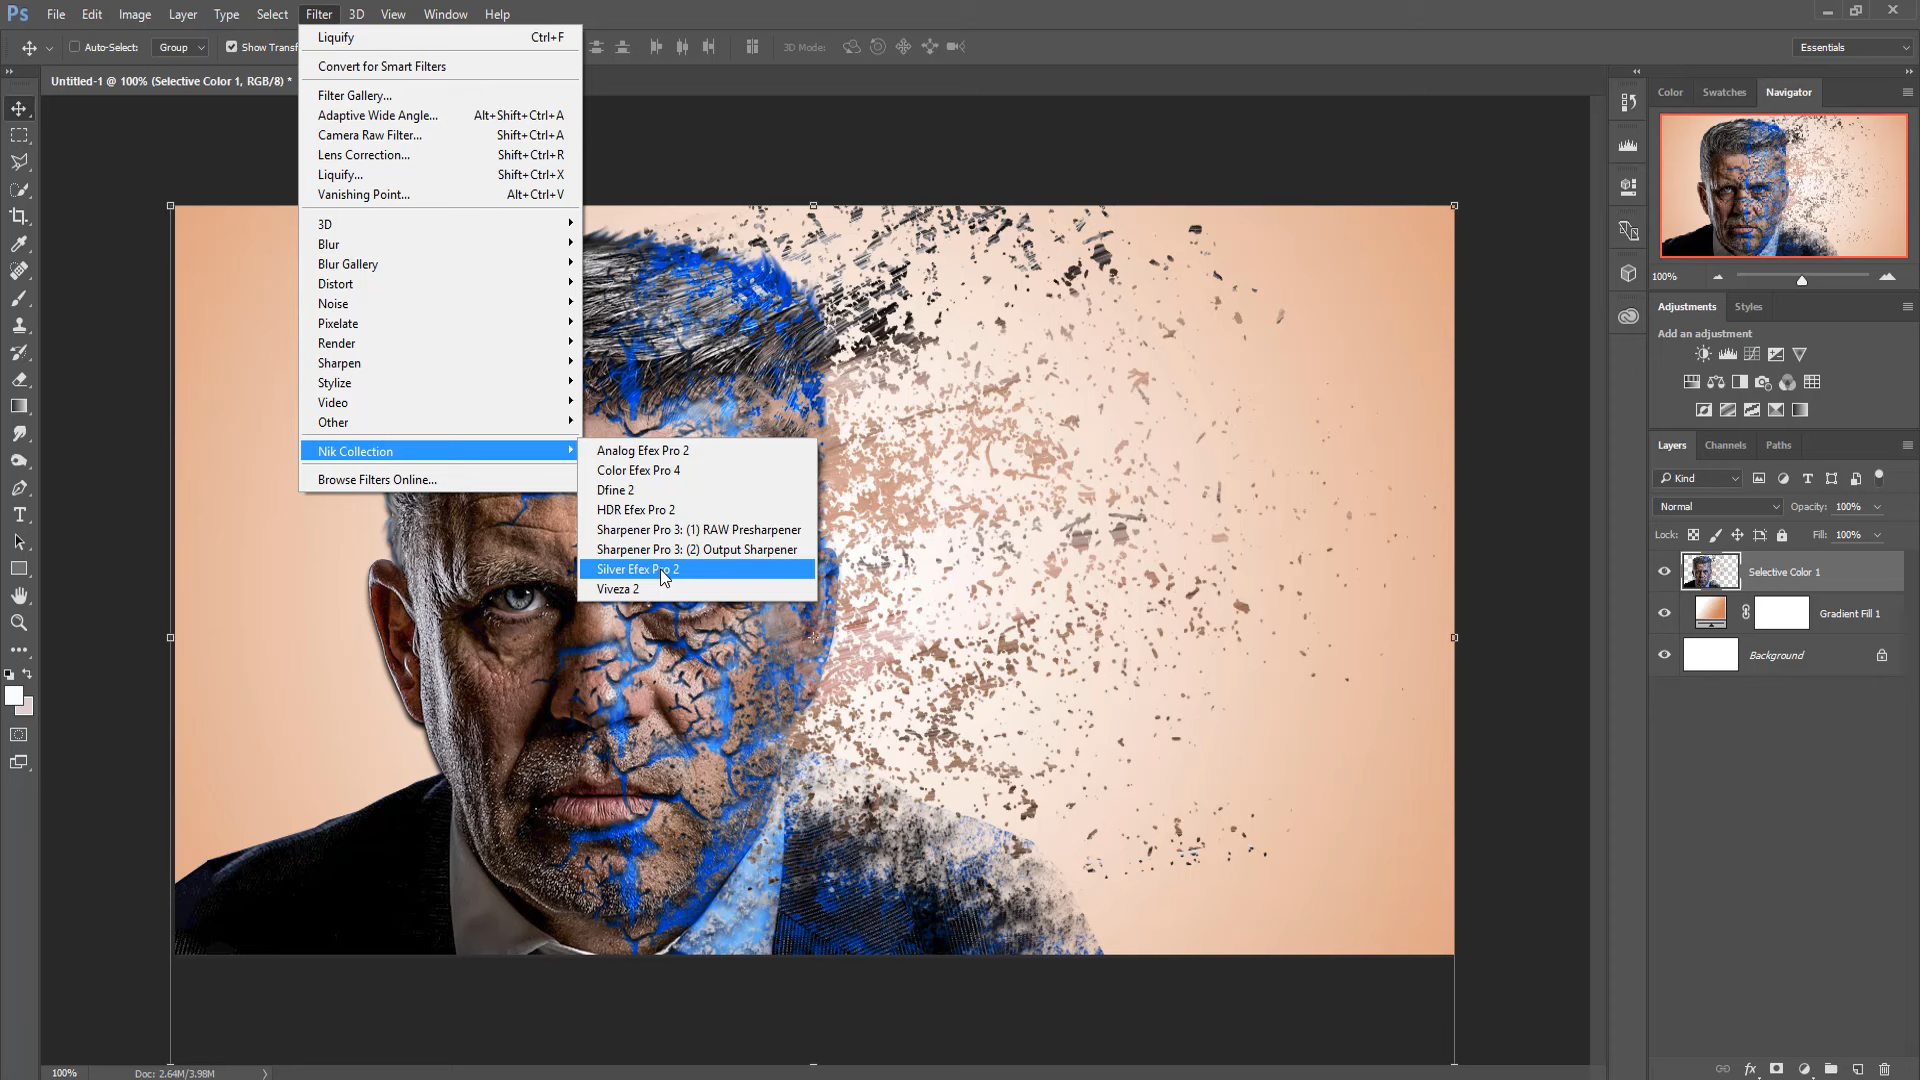 Ps File Edit Image Layer Type Select Filter 3D View Window Help
Auto-Select: Group Show Transf 3D Mode: Essentials
Untitled-1 @ 100% (Selective Color 1, RGB/8) *
Liquify Ctrl+F
Convert for Smart Filters
Filter Gallery...
Adaptive Wide Angle... Alt+Shift+Ctrl+A
Camera Raw Filter... Shift+Ctrl+A
Lens Correction... Shift+Ctrl+R
Liquify... Shift+Ctrl+X
Vanishing Point... Alt+Ctrl+V
3D
Blur
Blur Gallery
Distort
Noise
Pixelate
Render
Sharpen
Stylize
Video
Other
Nik Collection
Browse Filters Online...
Analog Efex Pro 2
Color Efex Pro 4
Dfine 2
HDR Efex Pro 2
Sharpener Pro 3: (1) RAW Presharpener
Sharpener Pro 3: (2) Output Sharpener
Silver Efex Pro 2
Viveza 2
Color Swatches Navigator
100%
Adjustments Styles
Add an adjustment
Layers Channels Paths
Kind
Normal Opacity: 100%
Lock: Fill: 100%
Selective Color 1
Gradient Fill 1
Background
100% Doc: 2.64M/3.98M